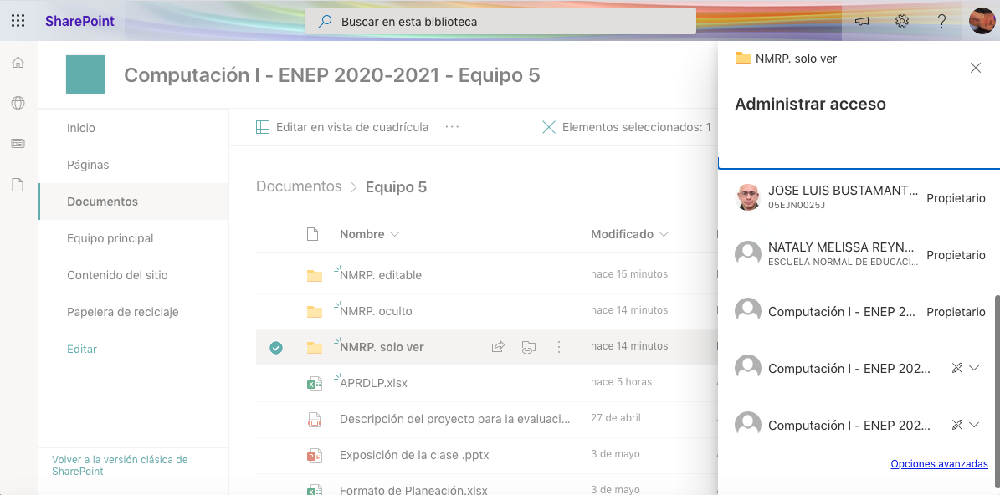 SharePoint
Buscar en esta biblioteca
?
Computación I - ENEP 2020-2021 - Equipo 5
Inicio
Páginas
Documentos
Equipo principal
Contenido del sitio
Papelera de reciclaje
Editar
Volver a la versión clásica de
SharePoint
Editar en vista de cuadrícula ···
Elementos seleccionados: 1
Documentos > Equipo 5
Nombre Modificado
NMRP. editable hace 15 minutos
NMRP. oculto hace 14 minutos
NMRP. solo ver hace 14 minutos
APRDLP.xlsx hace 5 horas
Descripción del proyecto para la evaluaci... 27 de abril
Exposición de la clase .pptx 3 de mayo
Formato de Planeación.xlsx 3 de mayo
NMRP. solo ver
Administrar acceso
JOSE LUIS BUSTAMANT... Propietario
05EJN0025J
NATALY MELISSA REYN... Propietario
ESCUELA NORMAL DE EDUCACI...
Computación I - ENEP 2... Propietario
Computación I - ENEP 202...
Computación I - ENEP 202...
Opciones avanzadas